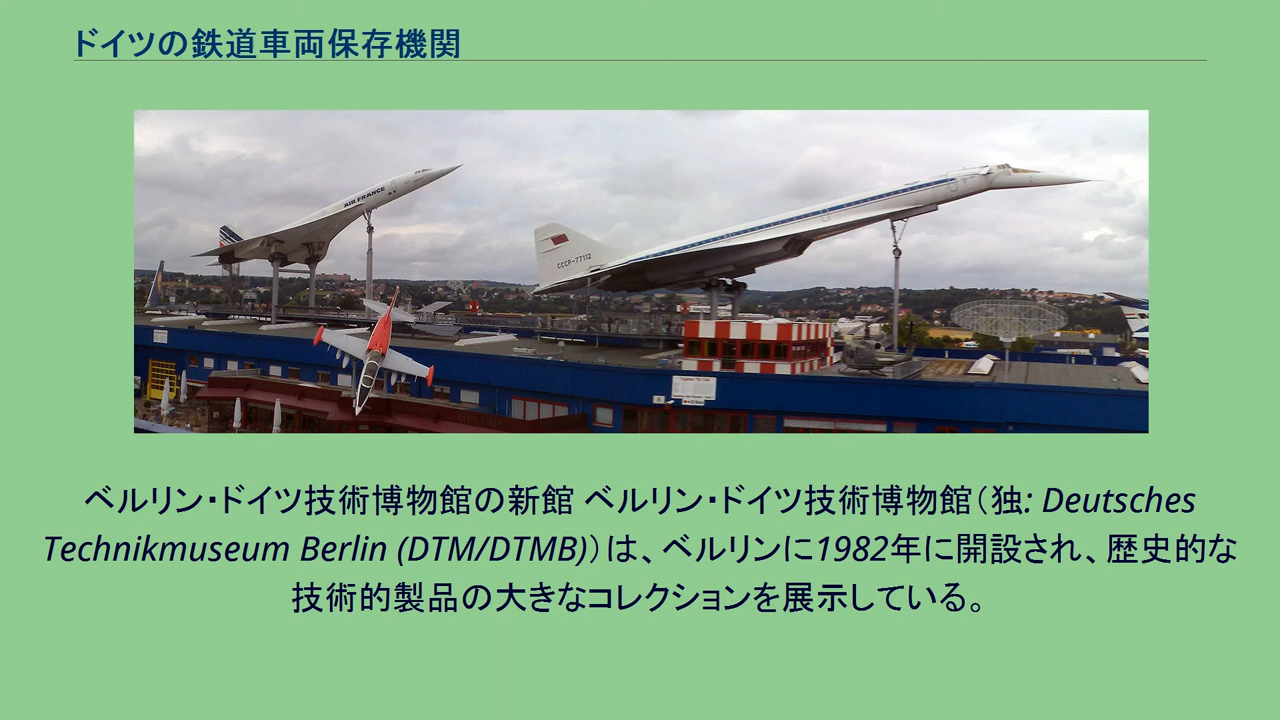 ドイツの鉄道車両保存機関
AIR FRANCE
CCCP-77112
ベルリン・ドイツ技術博物館の新館 ベルリン・ドイツ技術博物館（独: Deutsches
Technikmuseum Berlin (DTM/DTMB)）は、ベルリンに1982年に開設され、歴史的な
技術的製品の大きなコレクションを展示している。